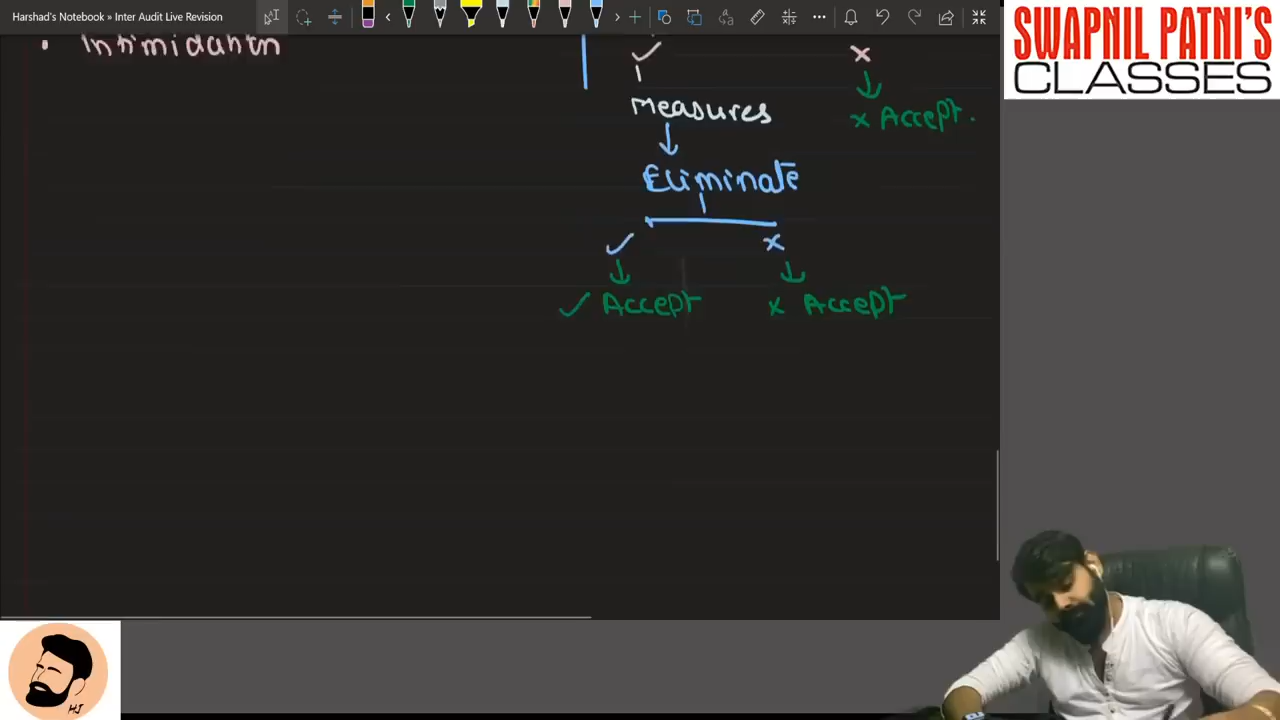 Harshad's Notebook » Inter Audit Live Revision
SWAPNIL PATNI'S
CLASSES
• Intimidation
✓ x
Measures
x Accept.
Eliminate
✓ x
✓ Accept x Accept
HJ